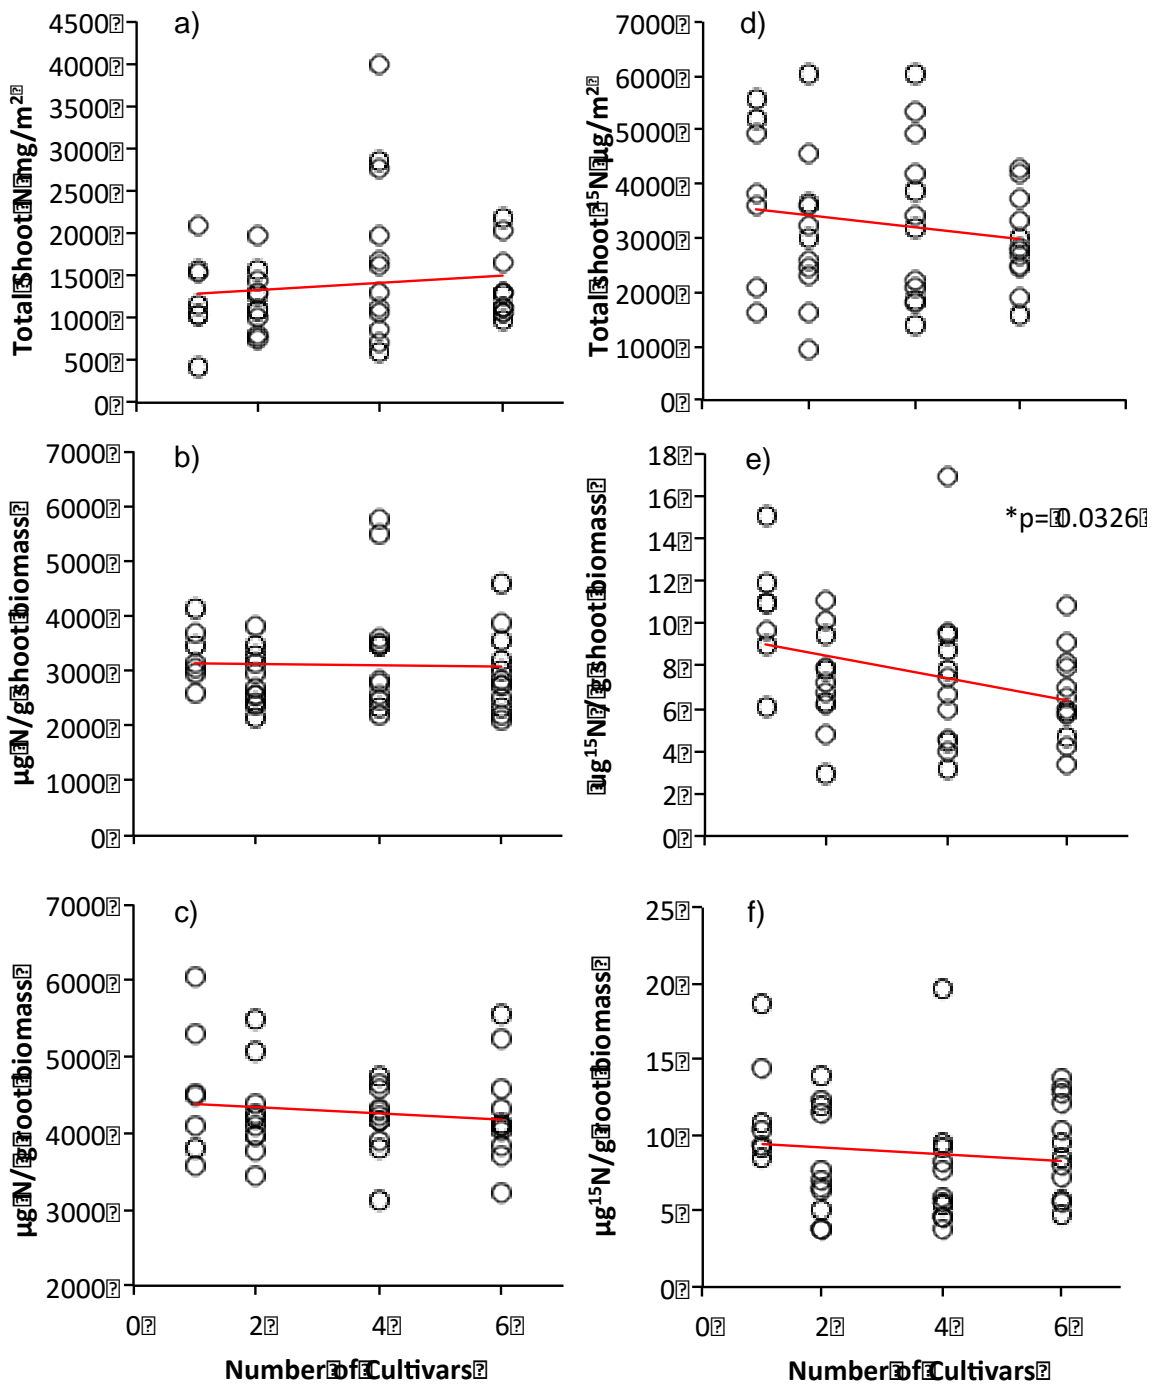 a)
4500
4000
3500
3000
2500
2000
1500
1000
500
0
Total Shoot N mg/m²
d)
7000
6000
5000
4000
3000
2000
1000
0
Total shoot ¹⁵N µg/m²
b)
7000
6000
5000
4000
3000
2000
1000
0
µg N/g shoot biomass
e)
*p= 0.0326
18
16
14
12
10
8
6
4
2
0
µg ¹⁵N / g shoot biomass
c)
7000
6000
5000
4000
3000
2000
µg N/ g root biomass
0 2 4 6
Number of Cultivars
f)
25
20
15
10
5
0
µg ¹⁵N/g root biomass
0 2 4 6
Number of Cultivars